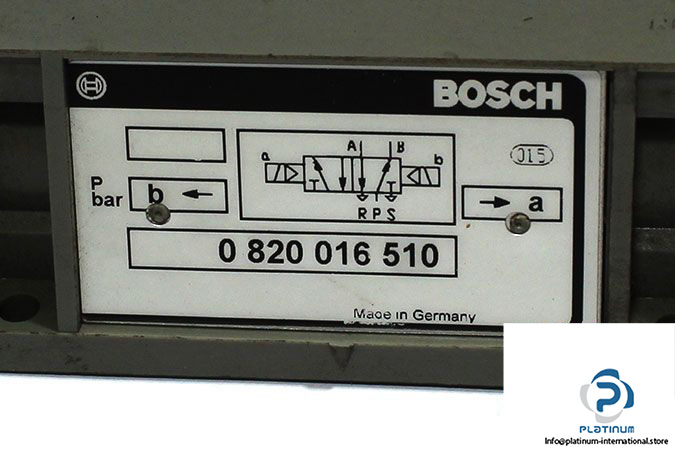 BOSCH
A B
a b
015
R P S
P
bar
b ←
→ a
0 820 016 510
Made in Germany
P
PLATINUM
Info@platinum-international.store